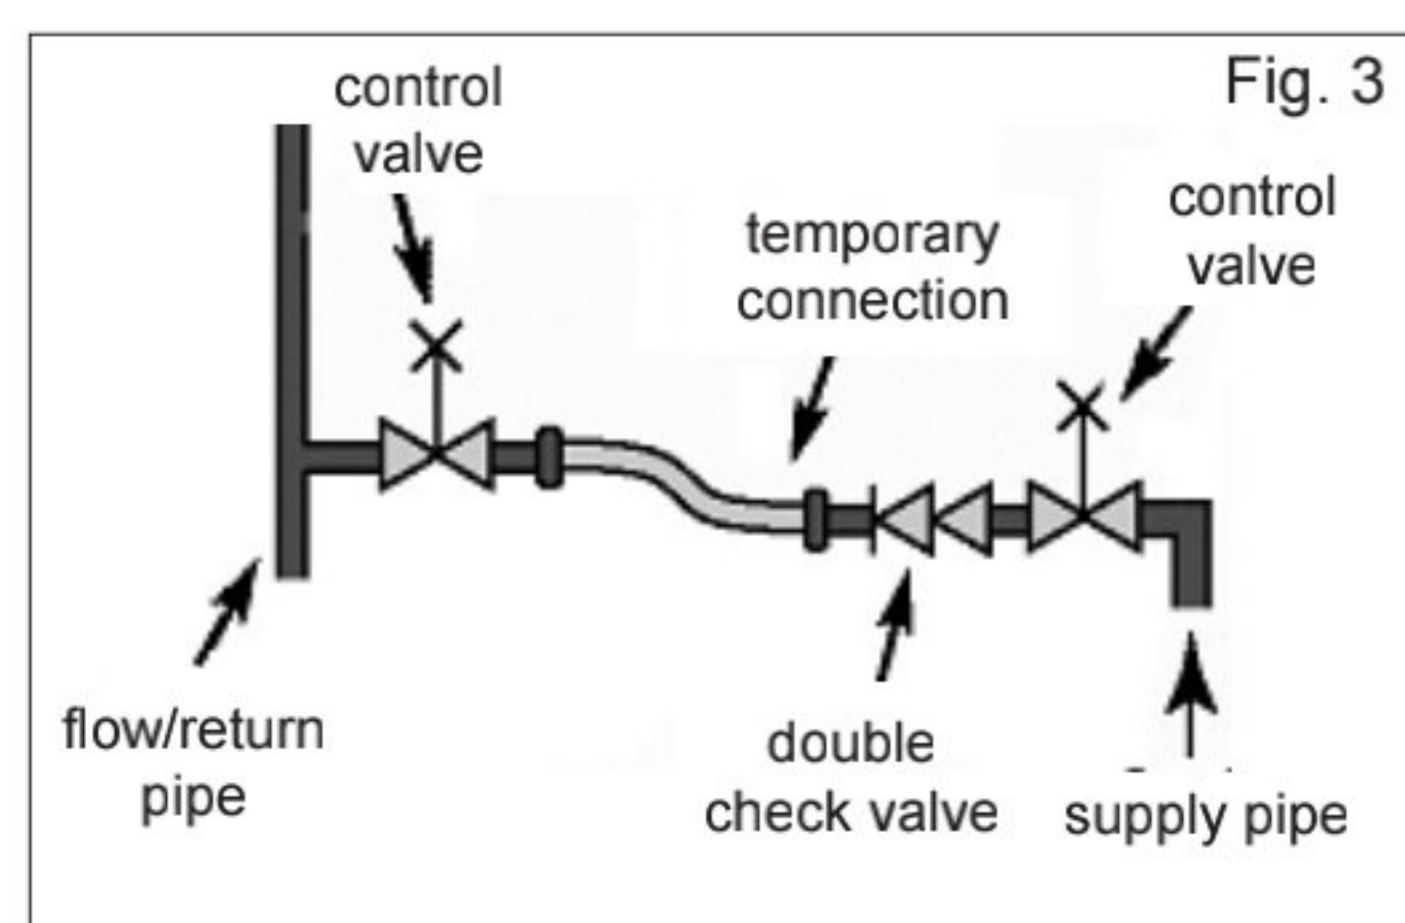 Fig. 3
control
valve
control
valve
temporary
connection
flow/return
pipe
double
check valve
supply pipe